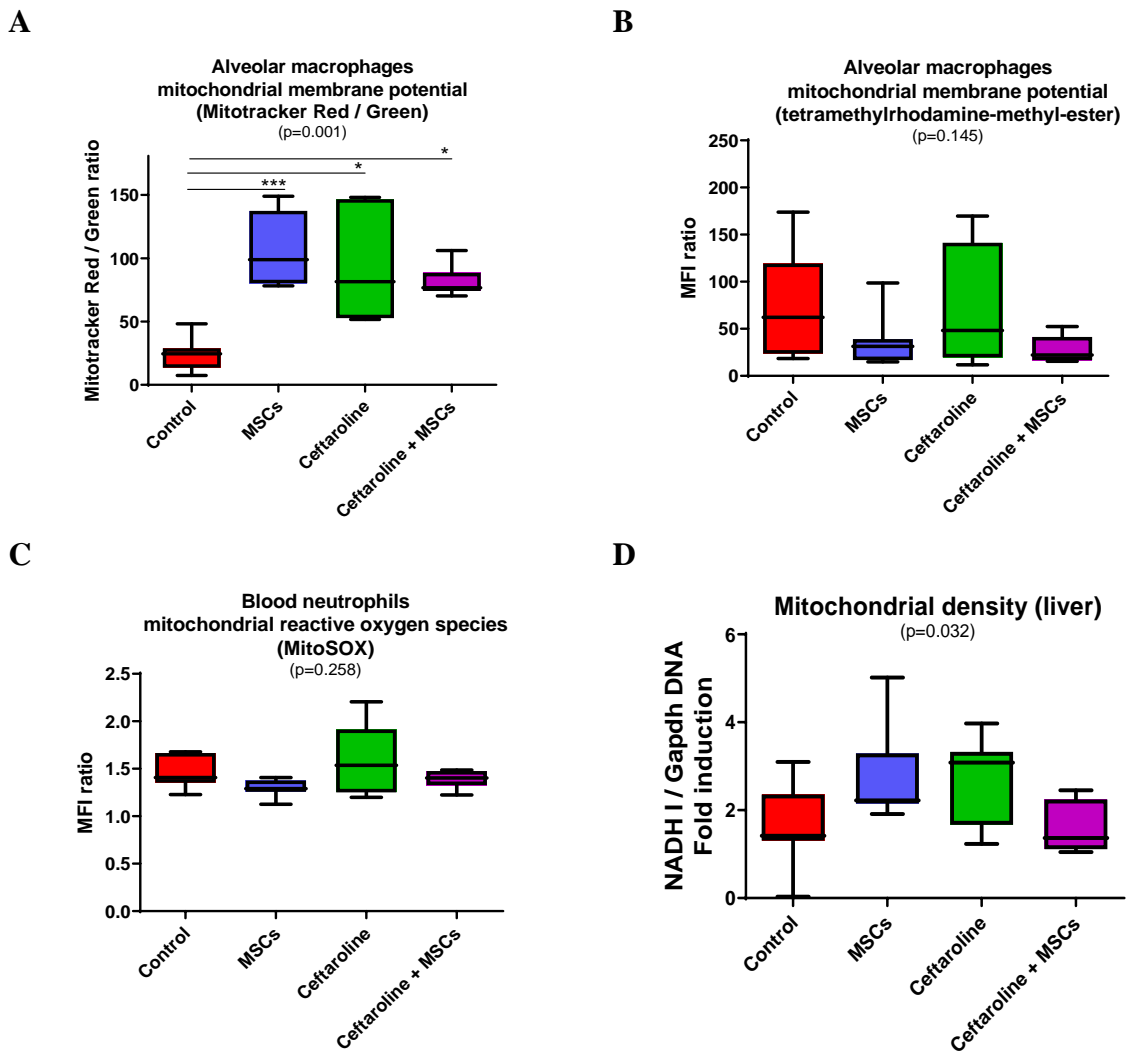 A
Alveolar macrophages
mitochondrial membrane potential
(Mitotracker Red / Green)
(p=0.001)
Mitotracker Red / Green ratio
150
100
50
0
***
*
*
Control
MSCs
Ceftaroline
Ceftaroline + MSCs
B
Alveolar macrophages
mitochondrial membrane potential
(tetramethylrhodamine-methyl-ester)
(p=0.145)
MFI ratio
250
200
150
100
50
0
Control
MSCs
Ceftaroline
Ceftaroline + MSCs
C
Blood neutrophils
mitochondrial reactive oxygen species
(MitoSOX)
(p=0.258)
MFI ratio
2.5
2.0
1.5
1.0
0.5
0.0
Control
MSCs
Ceftaroline
Ceftaroline + MSCs
D
Mitochondrial density (liver)
(p=0.032)
NADH I / Gapdh DNA
Fold induction
6
4
2
0
Control
MSCs
Ceftaroline
Ceftaroline + MSCs